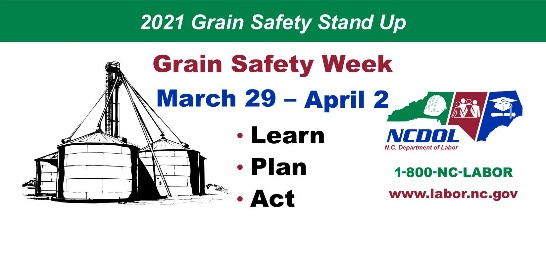 2021 Grain Safety Stand Up
Grain Safety Week
March 29 – April 2
• Learn
• Plan
• Act
NCDOL
N.C. Department of Labor
1-800-NC-LABOR
www.labor.nc.gov